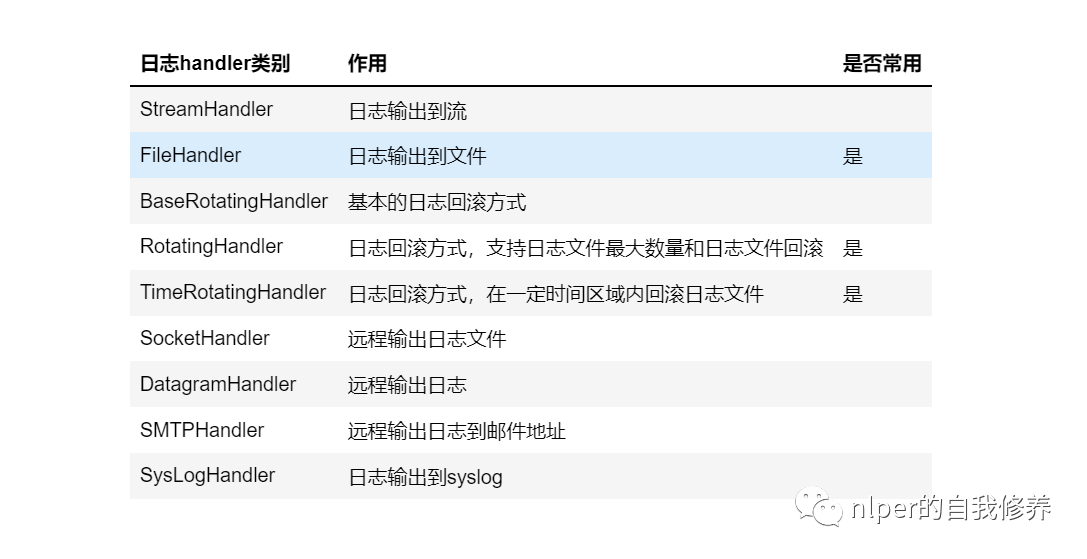 日志handler类别 作用 是否常用
StreamHandler 日志输出到流
FileHandler 日志输出到文件 是
BaseRotatingHandler 基本的日志回滚方式
RotatingHandler 日志回滚方式，支持日志文件最大数量和日志文件回滚 是
TimeRotatingHandler 日志回滚方式，在一定时间区域内回滚日志文件 是
SocketHandler 远程输出日志文件
DatagramHandler 远程输出日志
SMTPHandler 远程输出日志到邮件地址
SysLogHandler 日志输出到syslog
nlper的自我修养